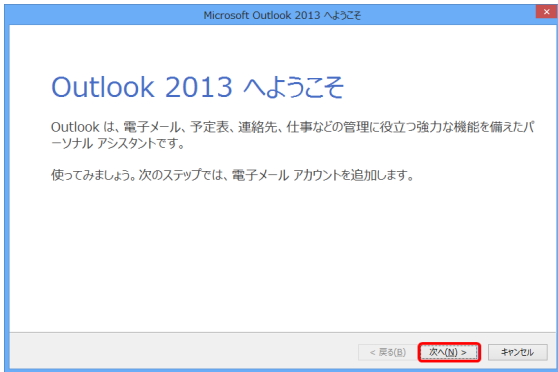 Microsoft Outlook 2013 へようこそ
×
Outlook 2013 へようこそ
Outlook は、電子メール、予定表、連絡先、仕事などの管理に役立つ強力な機能を備えたパ
ーソナル アシスタントです。
使ってみましょう。次のステップでは、電子メール アカウントを追加します。
< 戻る(B) 次へ(N) > キャンセル